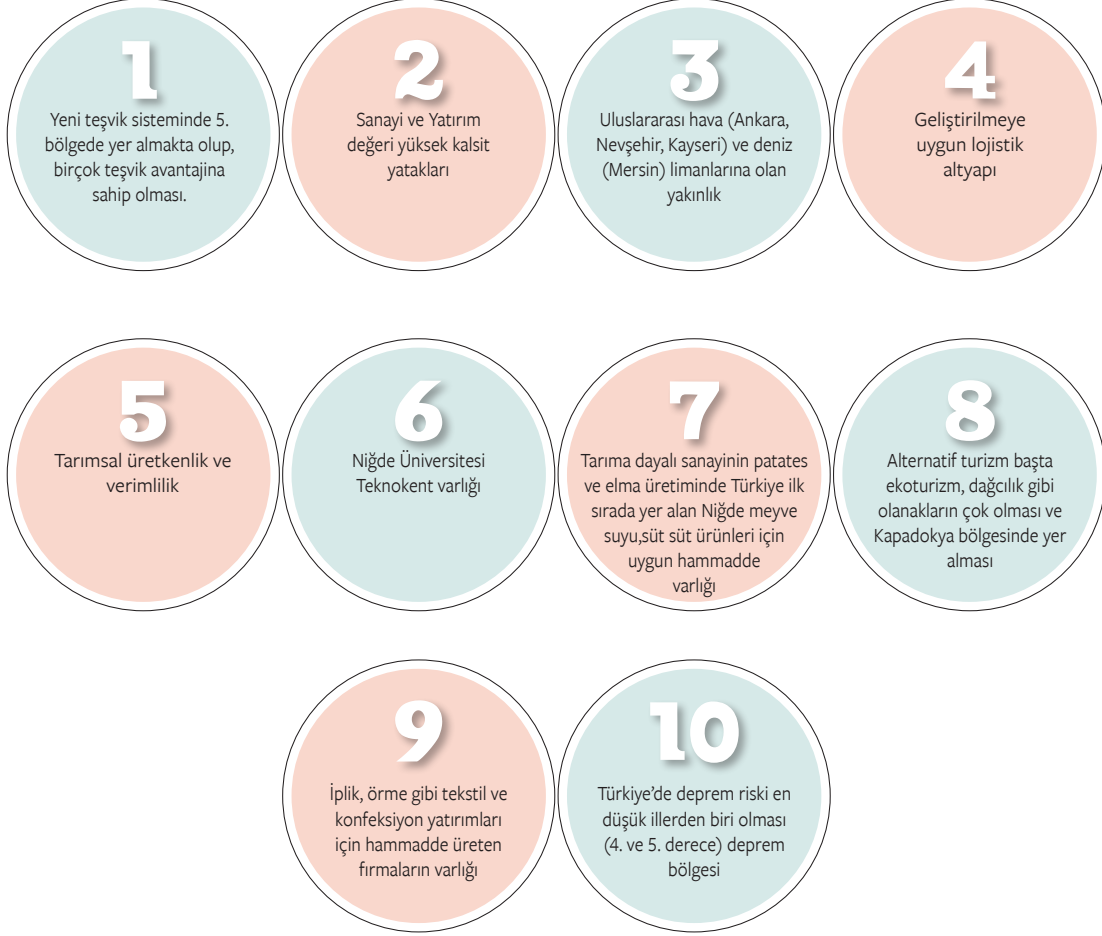 1
Yeni teşvik sisteminde 5.
bölgede yer almakta olup,
birçok teşvik avantajina
sahip olması.
2
Sanayi ve Yatırım
değeri yüksek kalsit
yatakları
3
Uluslararası hava (Ankara,
Nevşehir, Kayseri) ve deniz
(Mersin) limanlarına olan
yakınlık
4
Geliştirilmeye
uygun lojistik
altyapı
5
Tarımsal üretkenlik ve
verimlilik
6
Niğde Üniversitesi
Teknokent varlığı
7
Tarıma dayalı sanayinin patates
ve elma üretiminde Türkiye ilk
sırada yer alan Niğde meyve
suyu,süt süt ürünleri için
uygun hammadde
varlığı
8
Alternatif turizm başta
ekoturizm, dağcılık gibi
olanakların çok olması ve
Kapadokya bölgesinde yer
alması
9
İplik, örme gibi tekstil ve
konfeksiyon yatırımları
için hammadde üreten
fırmaların varlığı
10
Türkiye’de deprem riski en
düşük illerden biri olması
(4. ve 5. derece) deprem
bölgesi